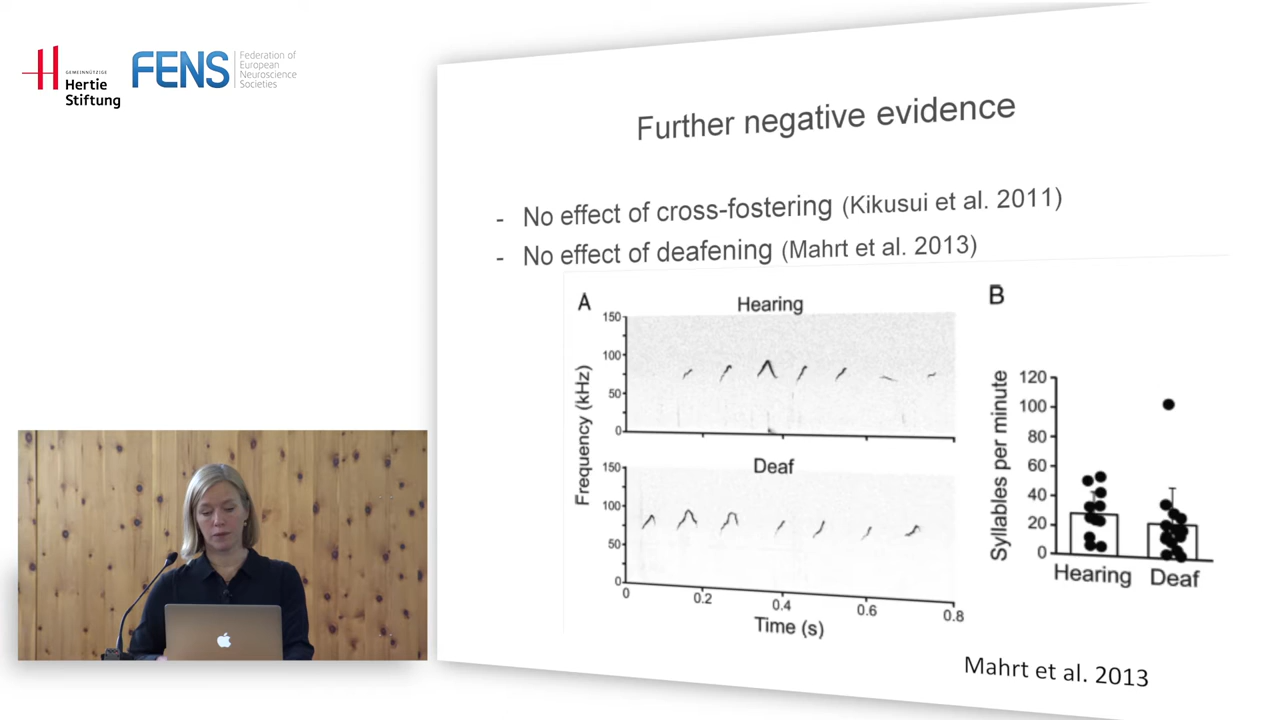 GEMEINNÜTZIGE
Hertie
Stiftung
FENS
Federation of
European
Neuroscience
Societies
Further negative evidence
- No effect of cross-fostering (Kikusui et al. 2011)
- No effect of deafening (Mahrt et al. 2013)
A
Hearing
150
100
50
0
Deaf
150
100
50
0
Frequency (kHz)
0 0.2 0.4 0.6 0.8
Time (s)
B
Syllables per minute
120
100
80
60
40
20
0
Hearing Deaf
Mahrt et al. 2013